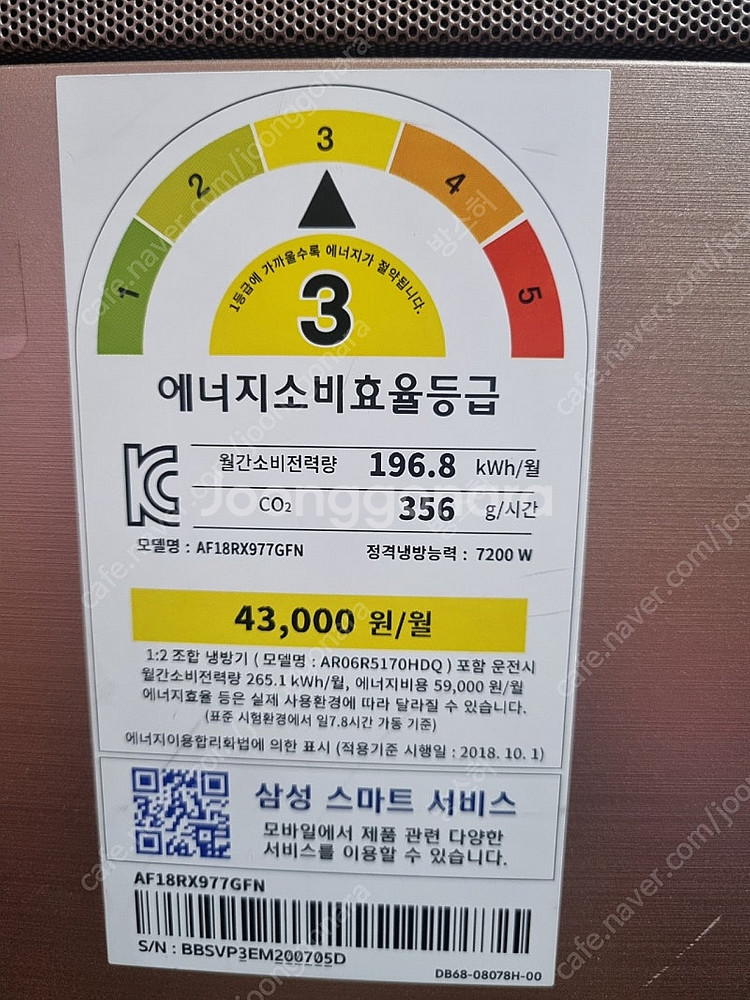 1
2
3
4
5
1등급에 가까울수록 에너지가 절약됩니다.
3
에너지소비효율등급
월간소비전력량 196.8 kWh/월
CO₂ 356 g/시간
모델명 : AF18RX977GFN 정격냉방능력 : 7200 W
43,000 원/월
1:2 조합 냉방기 ( 모델명 : AR06R5170HDQ ) 포함 운전시
월간소비전력량 265.1 kWh/월, 에너지비용 59,000 원/월
에너지효율 등은 실제 사용환경에 따라 달라질 수 있습니다.
(표준 시험환경에서 일7.8시간 가동 기준)
에너지이용합리화법에 의한 표시 (적용기준 시행일 : 2018. 10. 1)
삼성 스마트 서비스
모바일에서 제품 관련 다양한
서비스를 이용할 수 있습니다.
AF18RX977GFN
S/N : BBSVP3EM200705D
DB68-08078H-00
Joonggonara
cafe.naver.com/joonggonara
방스허